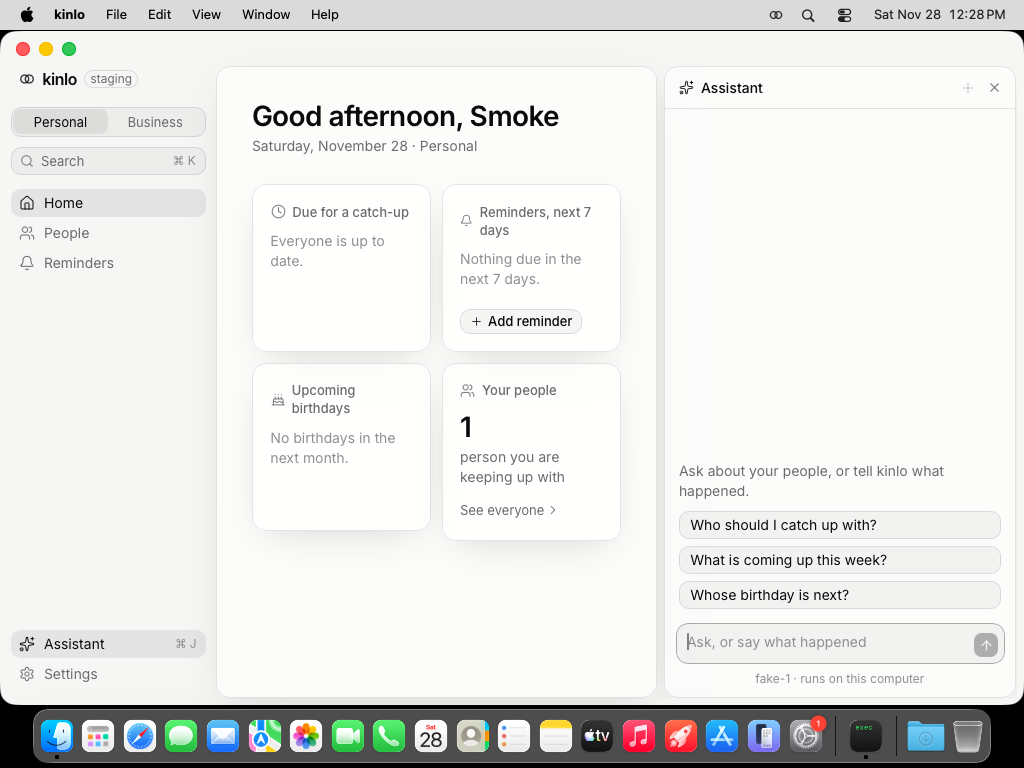 kinlo File Edit View Window Help Sat Nov 28 12:28 PM
kinlo staging
Personal Business
Search ⌘ K
Home
People
Reminders
Assistant ⌘ J
Settings
Good afternoon, Smoke
Saturday, November 28 · Personal
Due for a catch-up
Everyone is up to
date.
Reminders, next 7
days
Nothing due in the
next 7 days.
+ Add reminder
Upcoming
birthdays
No birthdays in the
next month.
Your people
1
person you are
keeping up with
See everyone
Assistant
Ask about your people, or tell kinlo what
happened.
Who should I catch up with?
What is coming up this week?
Whose birthday is next?
Ask, or say what happened
fake-1 · runs on this computer
Sat
28
tv
1
exec